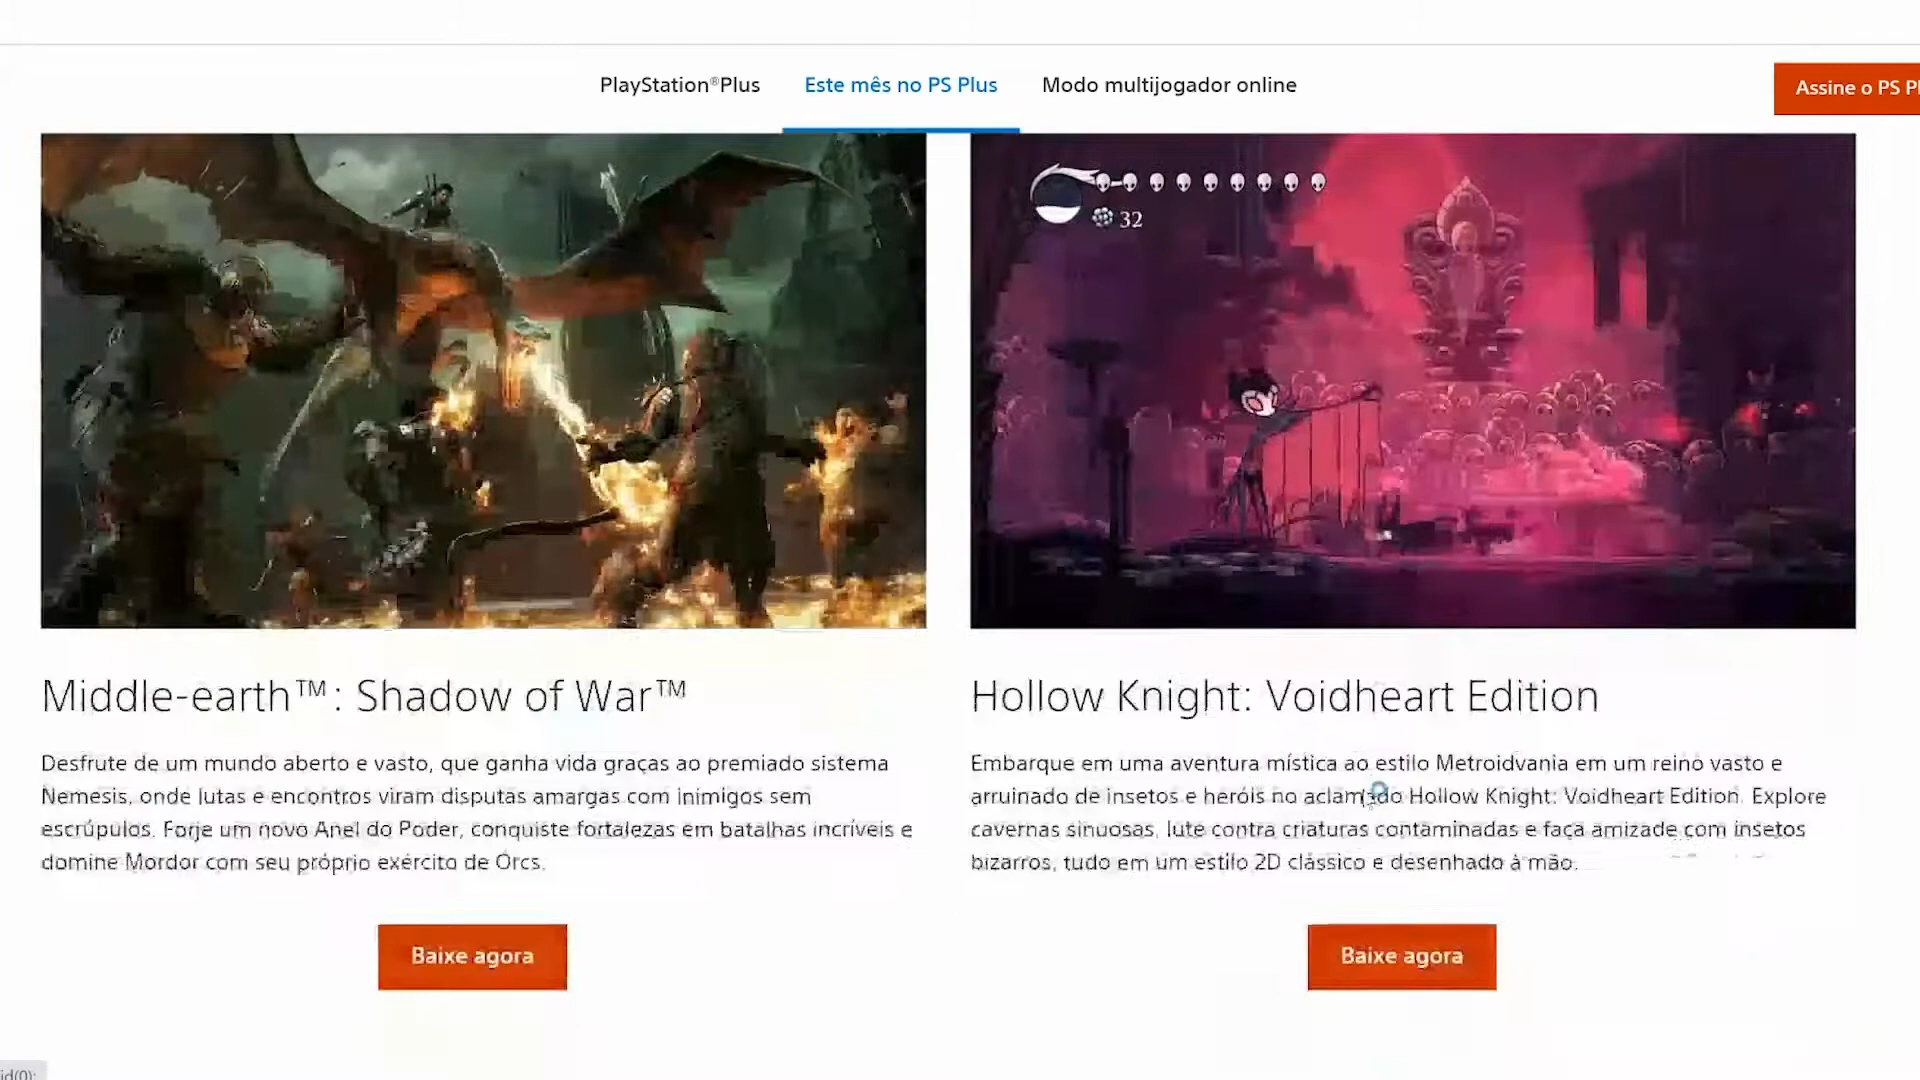 PlayStation®Plus
Este mês no PS Plus
Modo multijogador online
Assine o PS Pl
32
Middle-earth™: Shadow of War™
Desfrute de um mundo aberto e vasto, que ganha vida graças ao premiado sistema
Nemesis, onde lutas e encontros viram disputas amargas com inimigos sem
escrúpulos. Forje um novo Anel do Poder, conquiste fortalezas em batalhas incríveis e
domine Mordor com seu próprio exército de Orcs.
Baixe agora
Hollow Knight: Voidheart Edition
Embarque em uma aventura mística ao estilo Metroidvania em um reino vasto e
arruinado de insetos e heróis no aclamado Hollow Knight: Voidheart Edition. Explore
cavernas sinuosas, lute contra criaturas contaminadas e faça amizade com insetos
bizarros, tudo em um estilo 2D clássico e desenhado à mão.
Baixe agora
id(0);